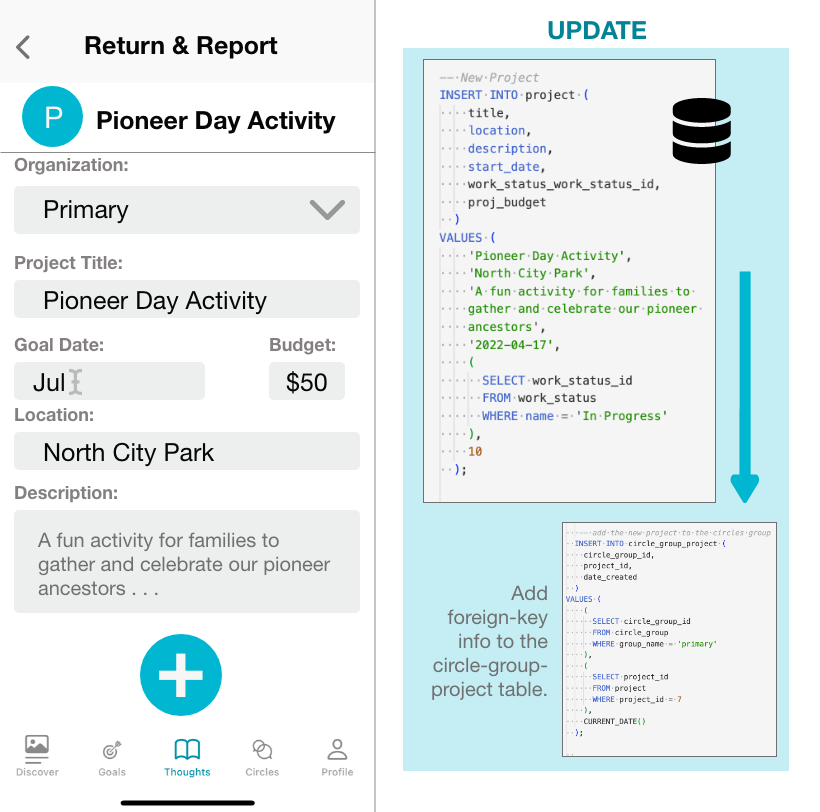 Return & Report
P
Pioneer Day Activity
Organization:
Primary
Project Title:
Pioneer Day Activity
Goal Date:
Budget:
Jul
$50
Location:
North City Park
Description:
A fun activity for families to
gather and celebrate our pioneer
ancestors . . .
Discover
Goals
Thoughts
Circles
Profile
UPDATE
-- New Project
INSERT INTO project (
title,
location,
description,
start_date,
work_status_work_status_id,
proj_budget
)
VALUES (
'Pioneer Day Activity',
'North City Park',
'A fun activity for families to
gather and celebrate our pioneer
ancestors',
'2022-04-17',
(
SELECT work_status_id
FROM work_status
WHERE name = 'In Progress'
),
10
);
Add
foreign-key
info to the
circle-group-
project table.
-- add the new project to the circles group
INSERT INTO circle_group_project (
circle_group_id,
project_id,
date_created
)
VALUES (
(
SELECT circle_group_id
FROM circle_group
WHERE group_name = 'primary'
),
(
SELECT project_id
FROM project
WHERE project_id = 7
),
CURRENT_DATE()
);